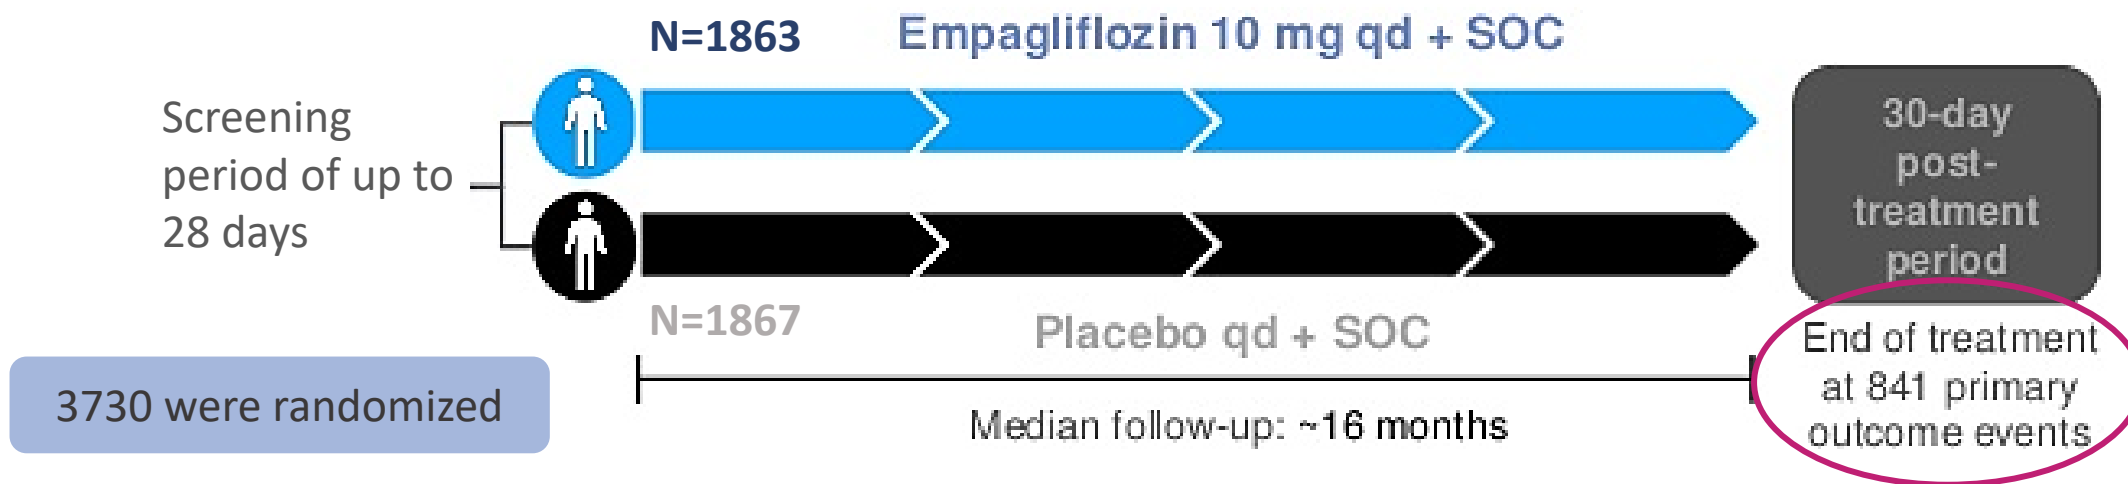 N=1863
Empagliflozin 10 mg qd + SOC
Screening
period of up to
28 days
30-day
post-
treatment
period
N=1867
Placebo qd + SOC
End of treatment
at 841 primary
outcome events
3730 were randomized
Median follow-up: ~16 months